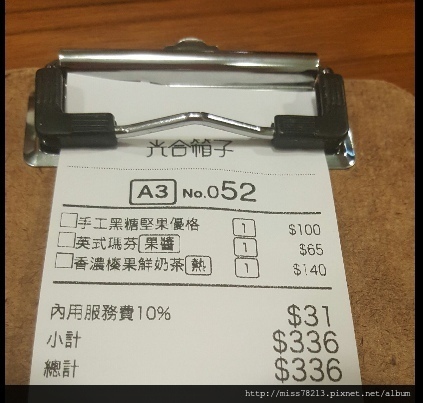 光合箱子
A3 No.052
手工黑糖堅果優格 1 $100
英式瑪芬 果醬 1 $65
香濃榛果鮮奶茶 熱 1 $140
內用服務費10% $31
小計 $336
總計 $336
http://miss78213.pixnet.net/album